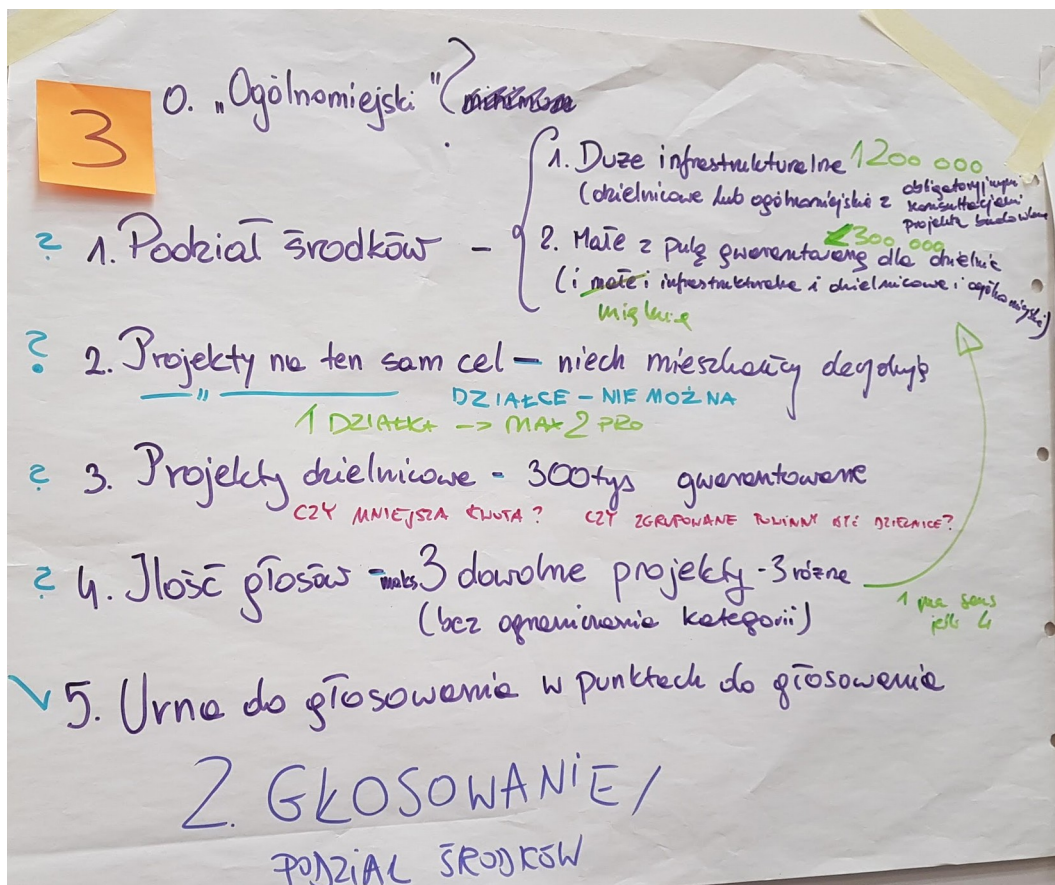 3
0. „Ogólnomiejski"?
1. Duże infrastrukturalne 1200 000
(dzielnicowe lub ogólnomiejskie z obligatoryjnymi
konsultacjami
projektu budowlanego
? 1. Podział środków -
2. Małe z pulą gwarantowaną dla dzielnic
<300 000
(i małe i infrastrukturalne i dzielnicowe i ogólnomiejskie)
miękkie
? 2. Projekty na ten sam cel – niech mieszkańcy decydują
—„— DZIAŁCE – NIE MOŻNA
1 DZIAŁKA -> MAX 2 PRO
? 3. Projekty dzielnicowe - 300tys gwarantowane
CZY MNIEJSZA KWOTA? CZY ZGRUPOWANE POWINNY BYĆ DZIELNICE?
? 4. Ilość głosów - maks. 3 dowolne projekty - 3 różne
(bez ograniczenia kategorii)
1 ma sens
jeśli 4
5. Urna do głosowania w punktach do głosowania
2. GŁOSOWANIE/
PODZIAŁ ŚRODKÓW